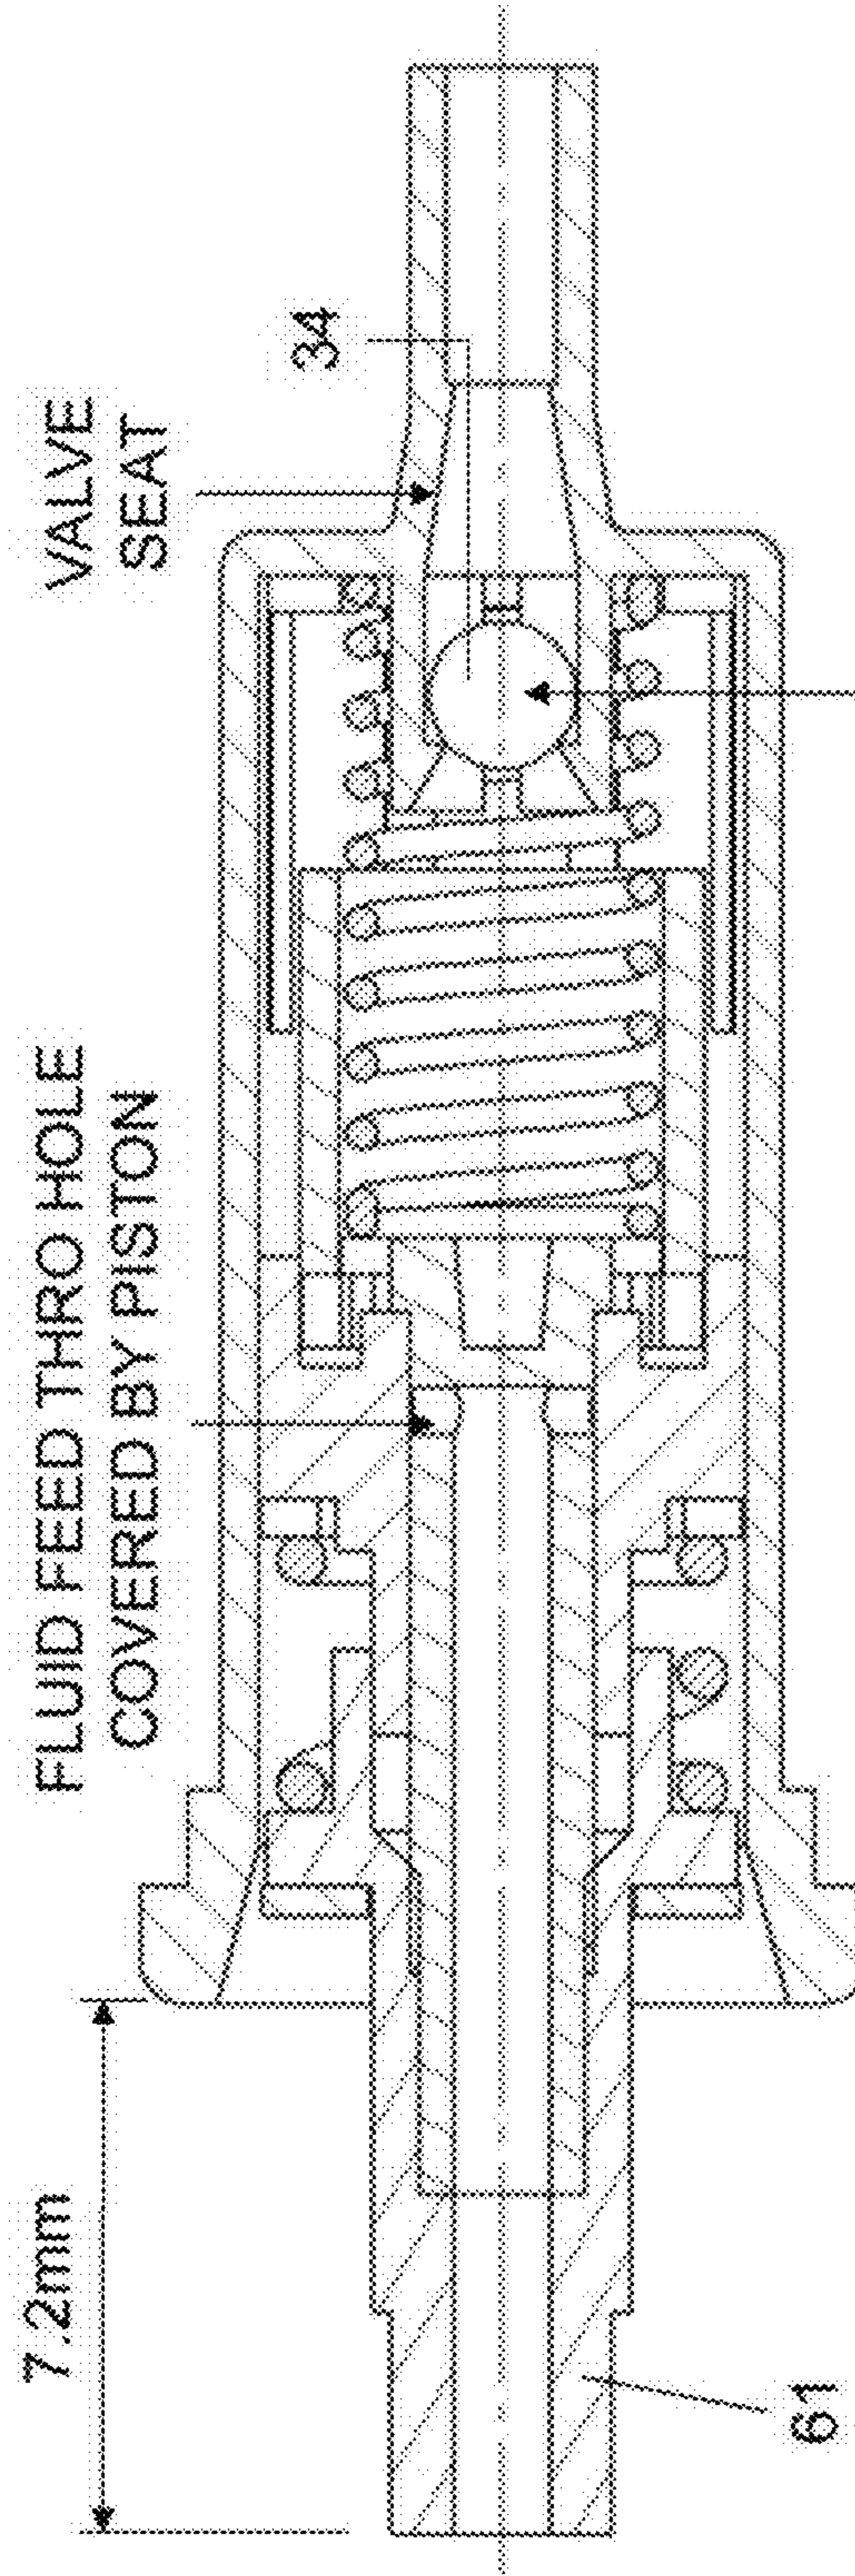 7.2mm
FLUID FEED THRO HOLE
COVERED BY PISTON
VALVE
SEAT
34
61